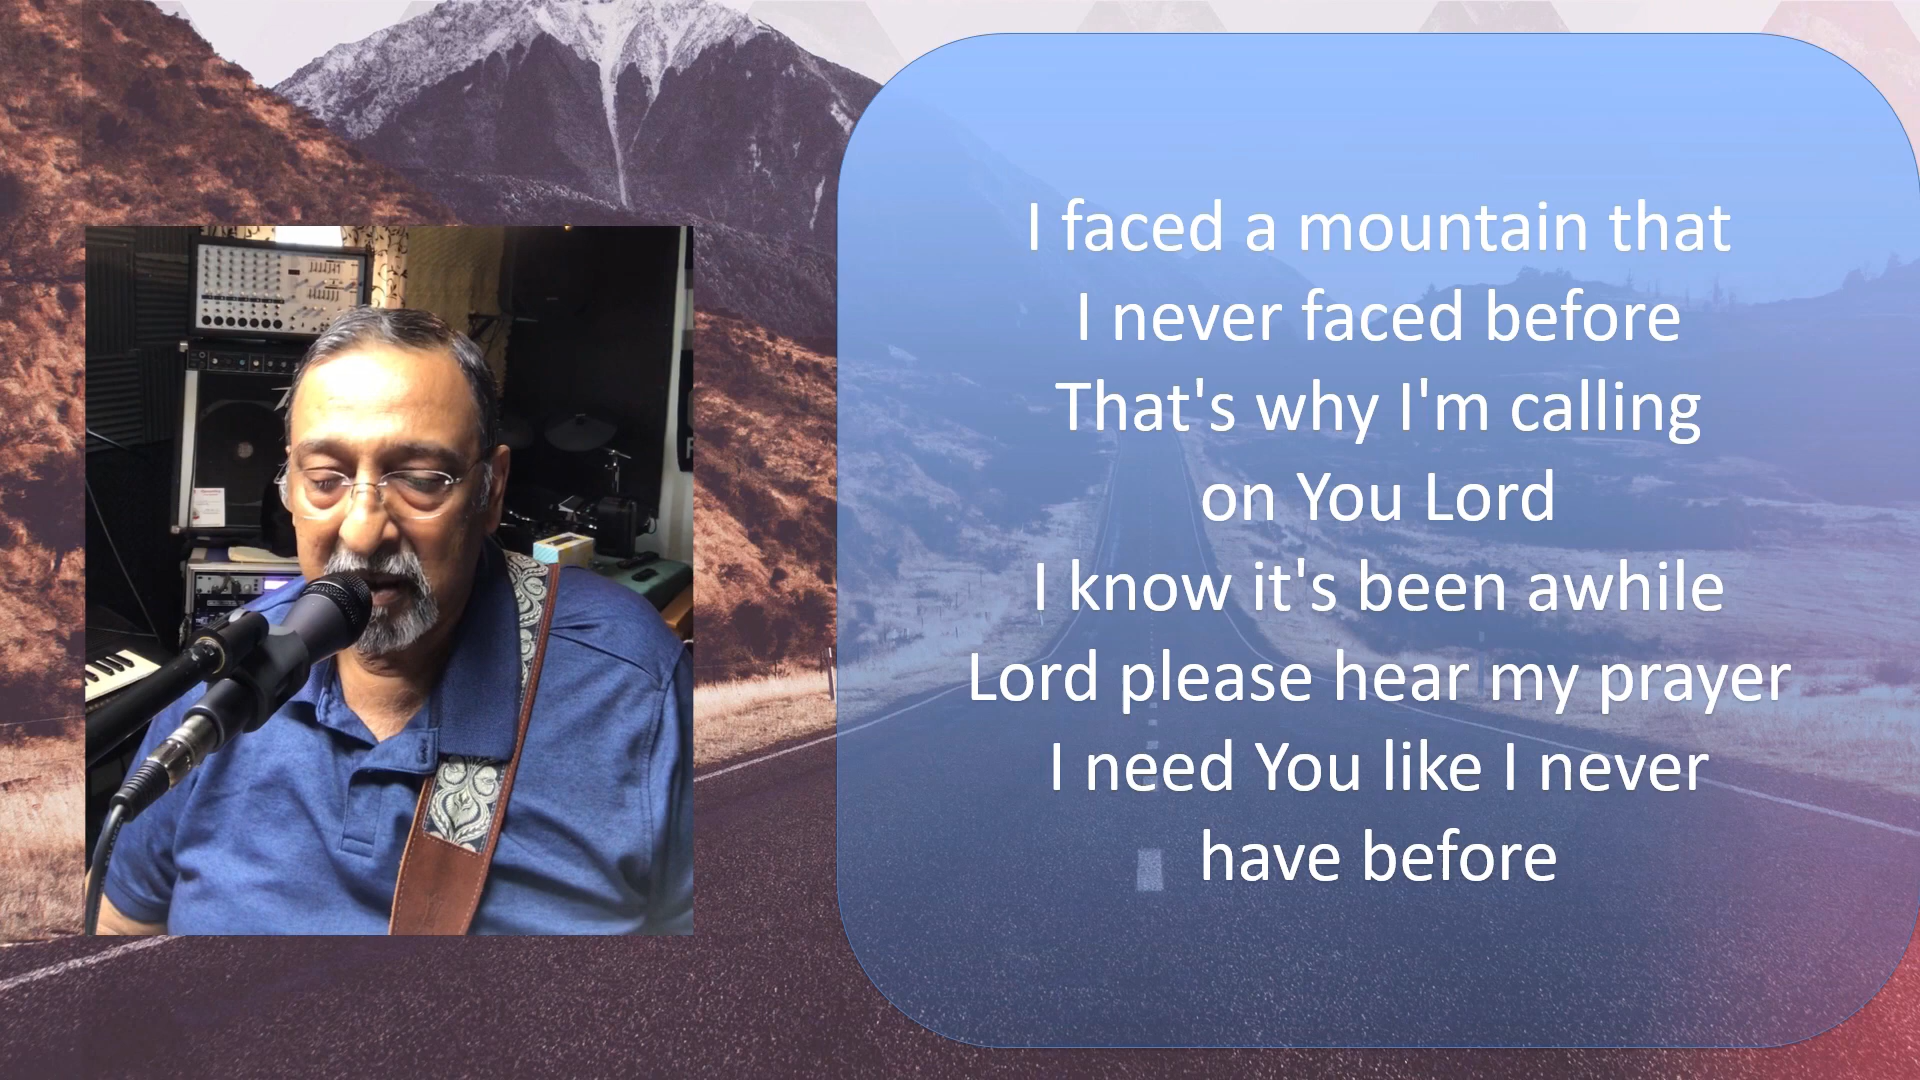 I faced a mountain that
I never faced before
That's why I'm calling
on You Lord
I know it's been awhile
Lord please hear my prayer
I need You like I never
have before